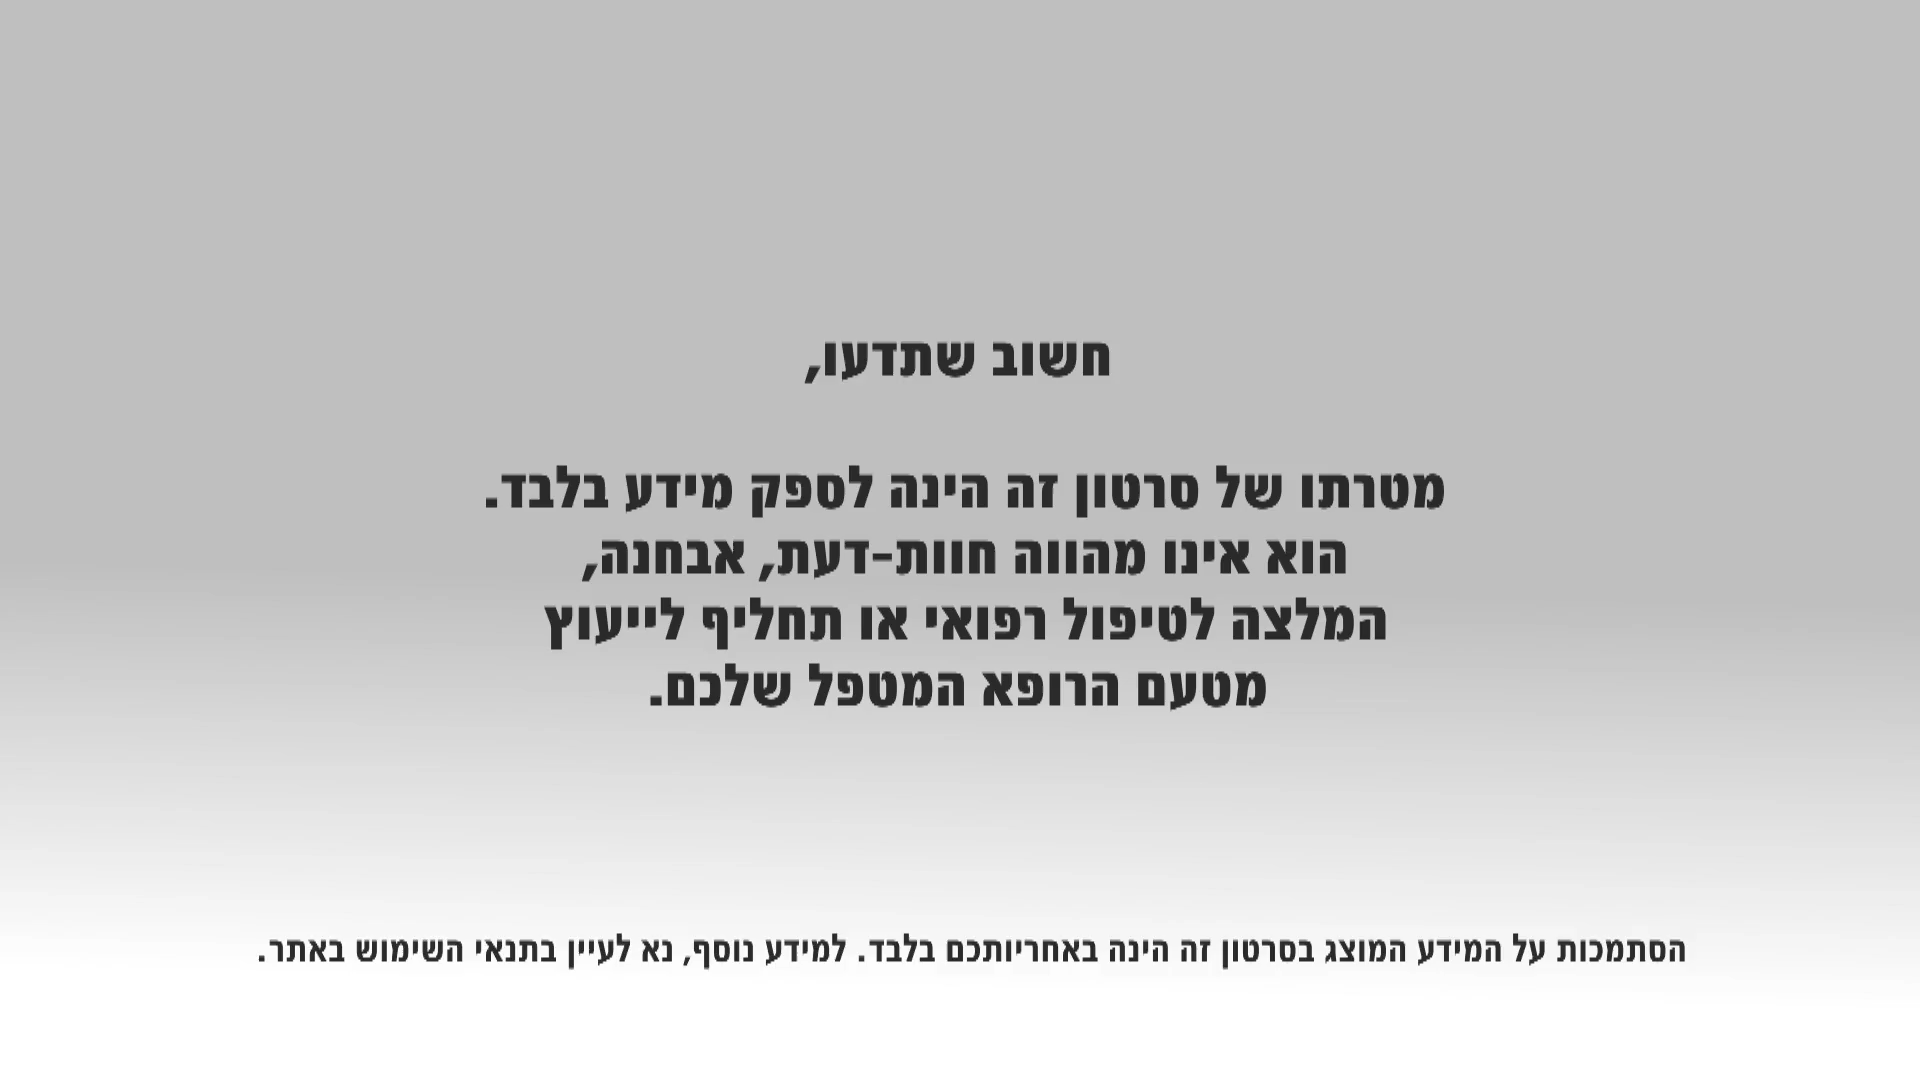 חשוב שתדעו,
מטרתו של סרטון זה הינה לספק מידע בלבד.
הוא אינו מהווה חוות-דעת, אבחנה,
המלצה לטיפול רפואי או תחליף לייעוץ
מטעם הרופא המטפל שלכם.
הסתמכות על המידע המוצג בסרטון זה הינה באחריותכם בלבד. למידע נוסף, נא לעיין בתנאי השימוש באתר.